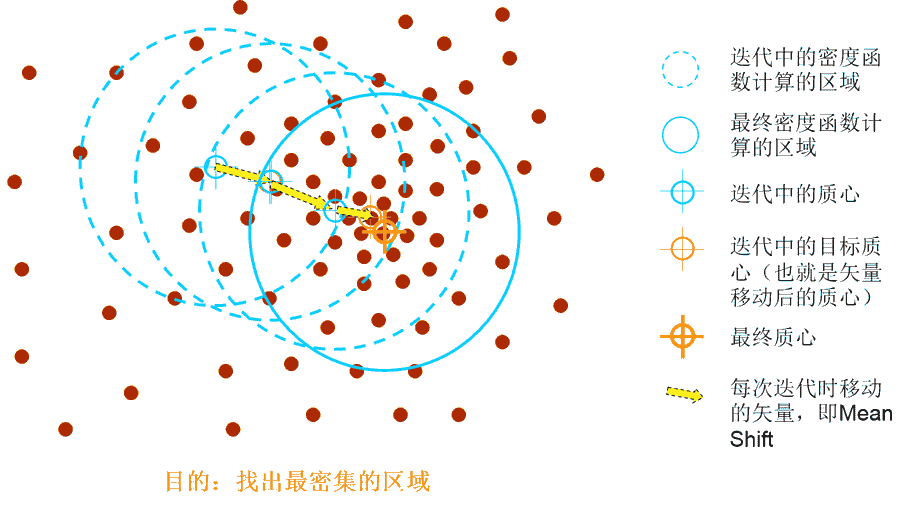 迭代中的密度函
数计算的区域
最终密度函数计
算的区域
迭代中的质心
迭代中的目标质
心（也就是矢量
移动后的质心）
最终质心
每次迭代时移动
的矢量，即Mean
Shift
目的：找出最密集的区域